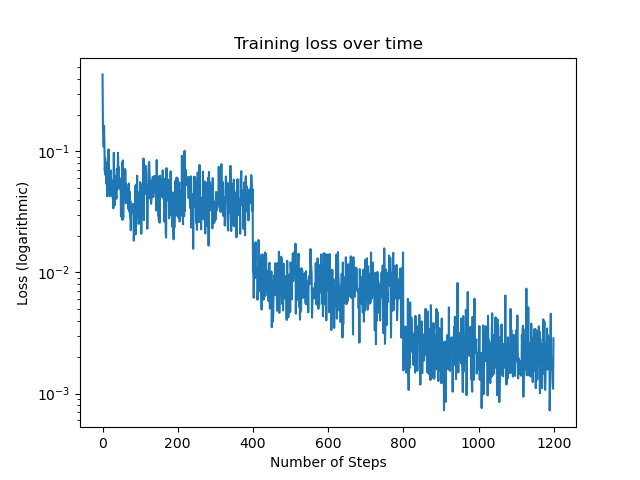 Training loss over time
Loss (logarithmic)
10⁻¹
10⁻²
10⁻³
0 200 400 600 800 1000 1200
Number of Steps